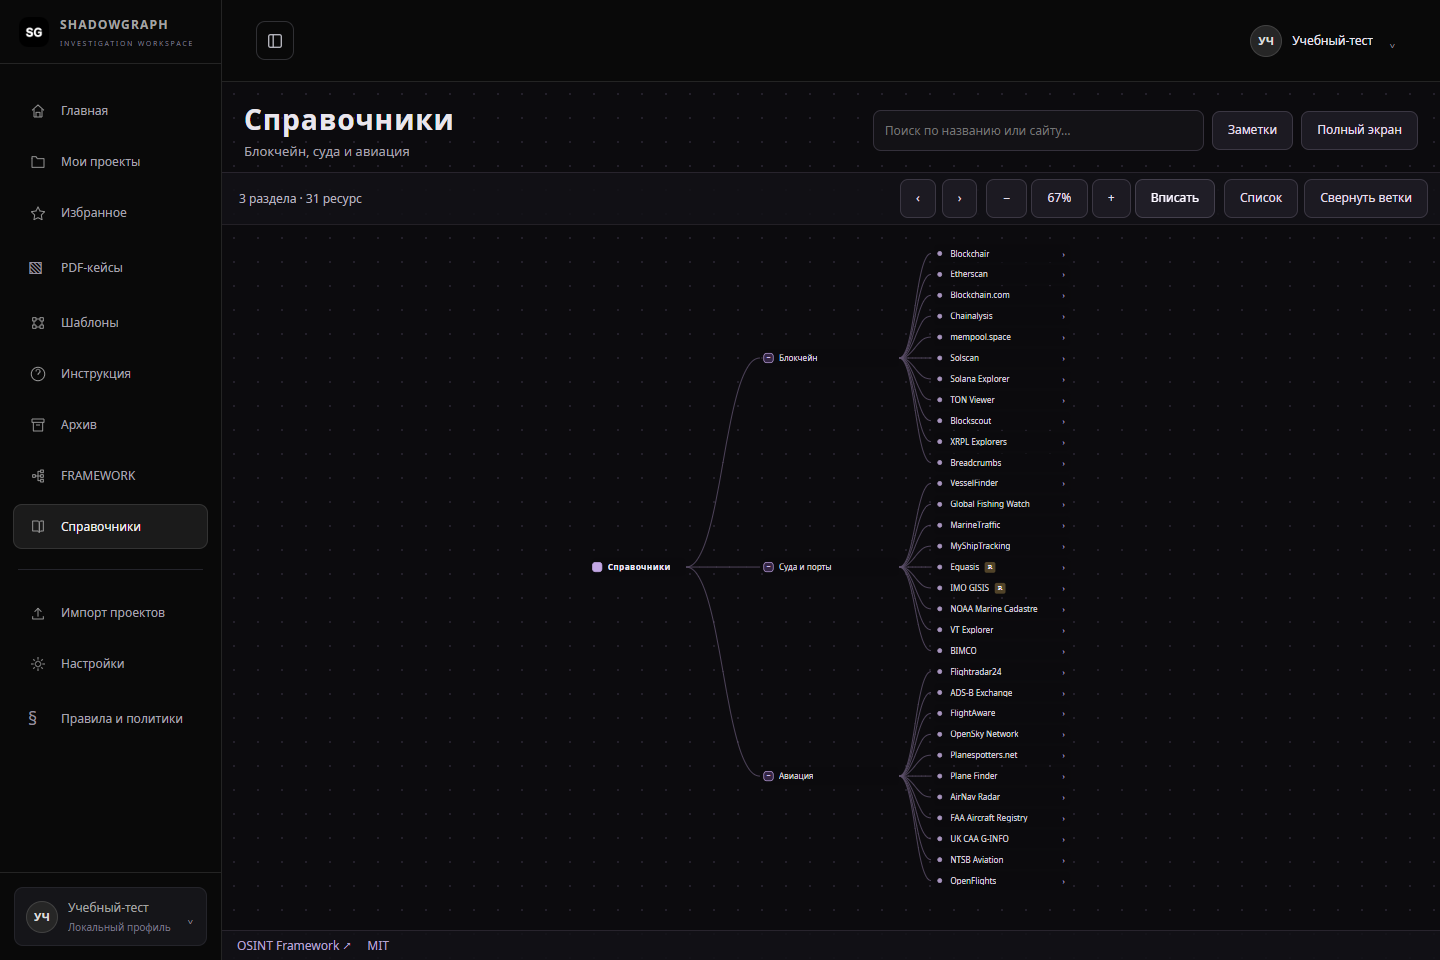 SG
SHADOWGRAPH
INVESTIGATION WORKSPACE
Главная
Мои проекты
Избранное
PDF-кейсы
Шаблоны
Инструкция
Архив
FRAMEWORK
Справочники
Импорт проектов
Настройки
§ Правила и политики
УЧ
Учебный-тест
Локальный профиль
УЧ Учебный-тест
Справочники
Блокчейн, суда и авиация
Поиск по названию или сайту...
Заметки
Полный экран
3 раздела · 31 ресурс
‹ › − 67% + Вписать Список Свернуть ветки
Справочники
Блокчейн
Blockchair
Etherscan
Blockchain.com
Chainalysis
mempool.space
Solscan
Solana Explorer
TON Viewer
Blockscout
XRPL Explorers
Breadcrumbs
Суда и порты
VesselFinder
Global Fishing Watch
MarineTraffic
MyShipTracking
Equasis R
IMO GISIS R
NOAA Marine Cadastre
VT Explorer
BIMCO
Авиация
Flightradar24
ADS-B Exchange
FlightAware
OpenSky Network
Planespotters.net
Plane Finder
AirNav Radar
FAA Aircraft Registry
UK CAA G-INFO
NTSB Aviation
OpenFlights
OSINT Framework ↗ MIT